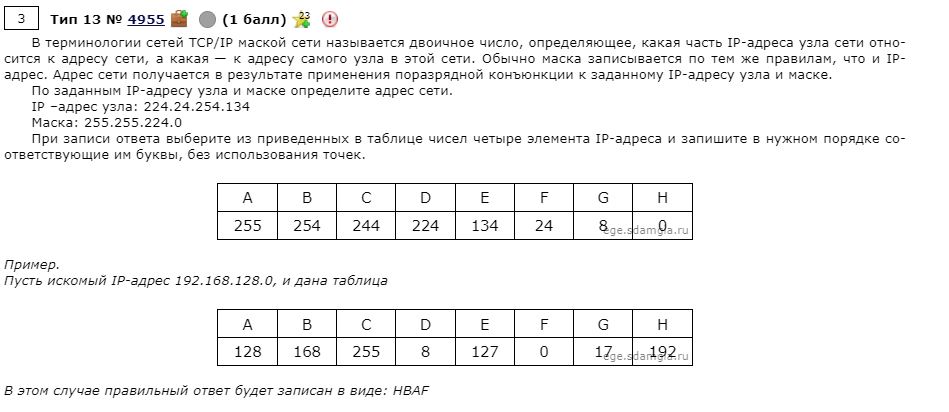 3 Тип 13 № 4955 (1 балл) 23
В терминологии сетей TCP/IP маской сети называется двоичное число, определяющее, какая часть IP-адреса узла сети отно-
сится к адресу сети, а какая — к адресу самого узла в этой сети. Обычно маска записывается по тем же правилам, что и IP-
адрес. Адрес сети получается в результате применения поразрядной конъюнкции к заданному IP-адресу узла и маске.
По заданным IP-адресу узла и маске определите адрес сети.
IP –адрес узла: 224.24.254.134
Маска: 255.255.224.0
При записи ответа выберите из приведенных в таблице чисел четыре элемента IP-адреса и запишите в нужном порядке со-
ответствующие им буквы, без использования точек.
A B C D E F G H
255 254 244 224 134 24 8 0
ege.sdamgia.ru
Пример.
Пусть искомый IP-адрес 192.168.128.0, и дана таблица
A B C D E F G H
128 168 255 8 127 0 17 192
ege.sdamgia.ru
В этом случае правильный ответ будет записан в виде: HBAF